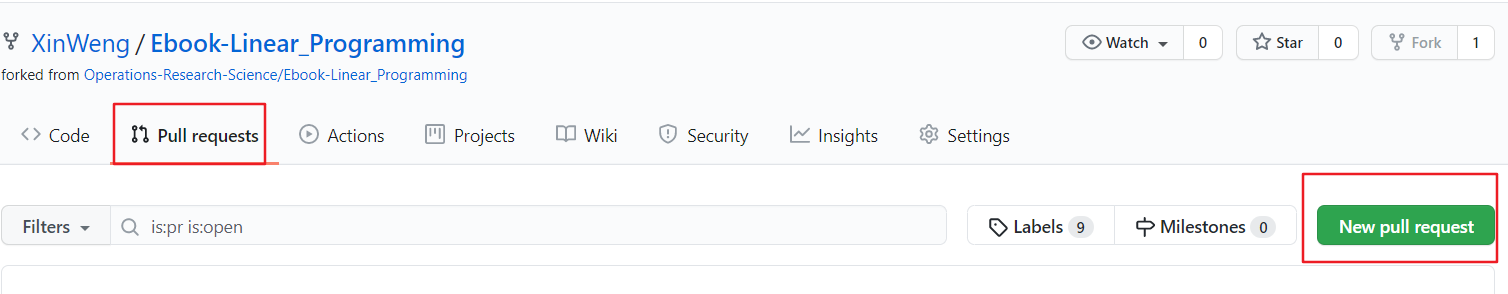 XinWeng / Ebook-Linear_Programming
Watch 0
Star 0
Fork 1
forked from Operations-Research-Science/Ebook-Linear_Programming
Code
Pull requests
Actions
Projects
Wiki
Security
Insights
Settings
Filters
is:pr is:open
Labels 9
Milestones 0
New pull request